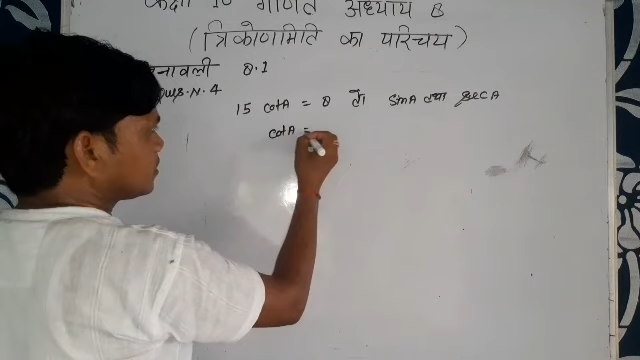 कक्षा 10 गणित अध्याय 8
(त्रिकोणमिति का परिचय)
नावली 8.1
N.4
15 cotA = 8 तो sinA तथा secA
cotA =